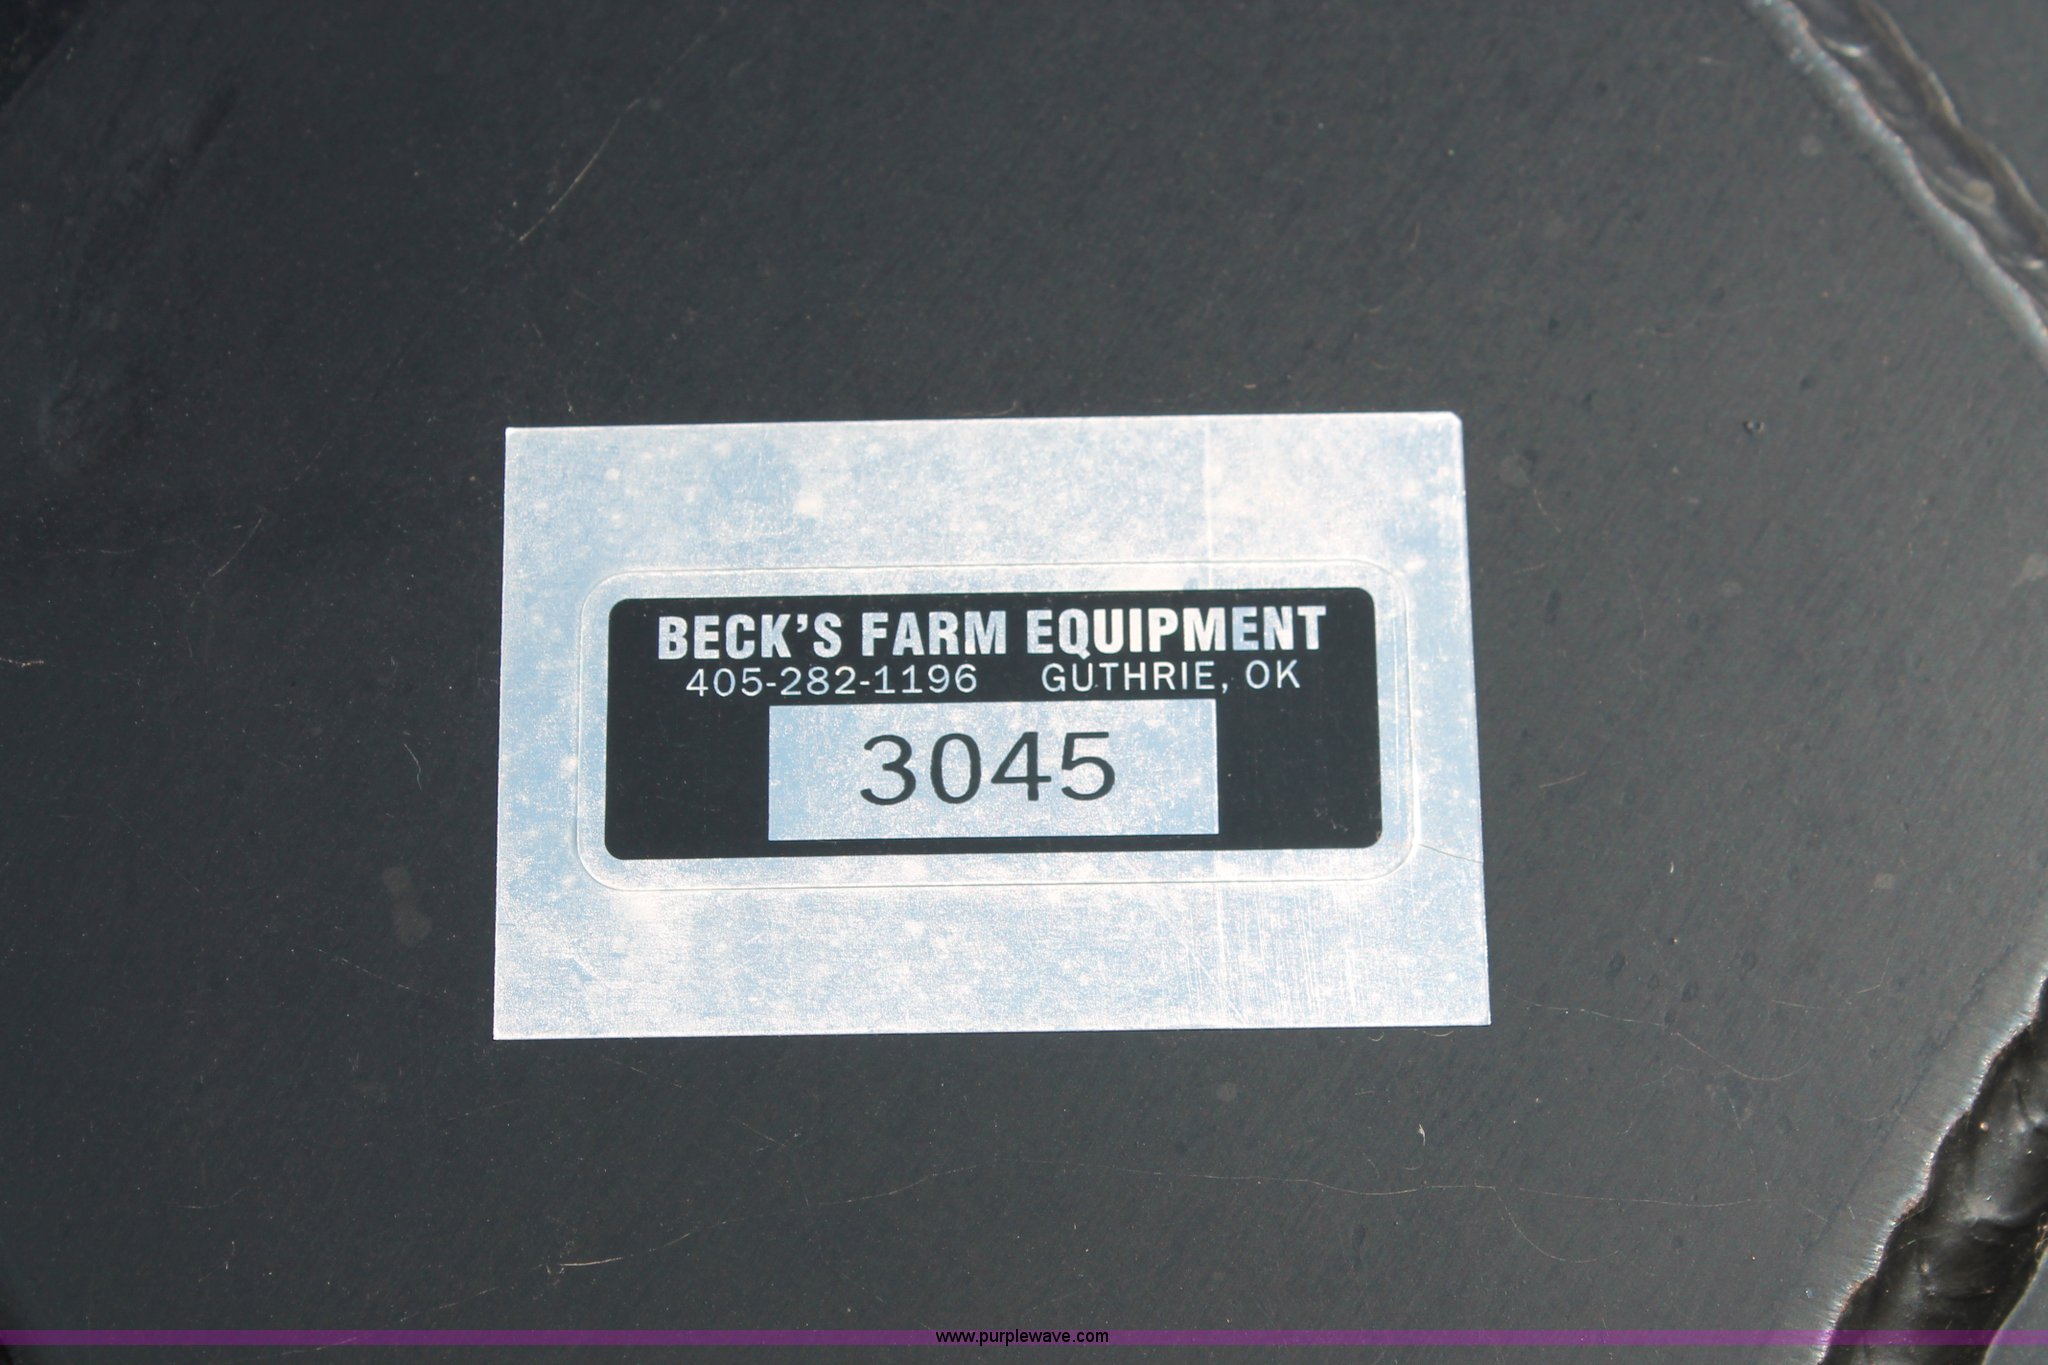 BECK'S FARM EQUIPMENT
405-282-1196 GUTHRIE, OK
3045
www.purplewave.com